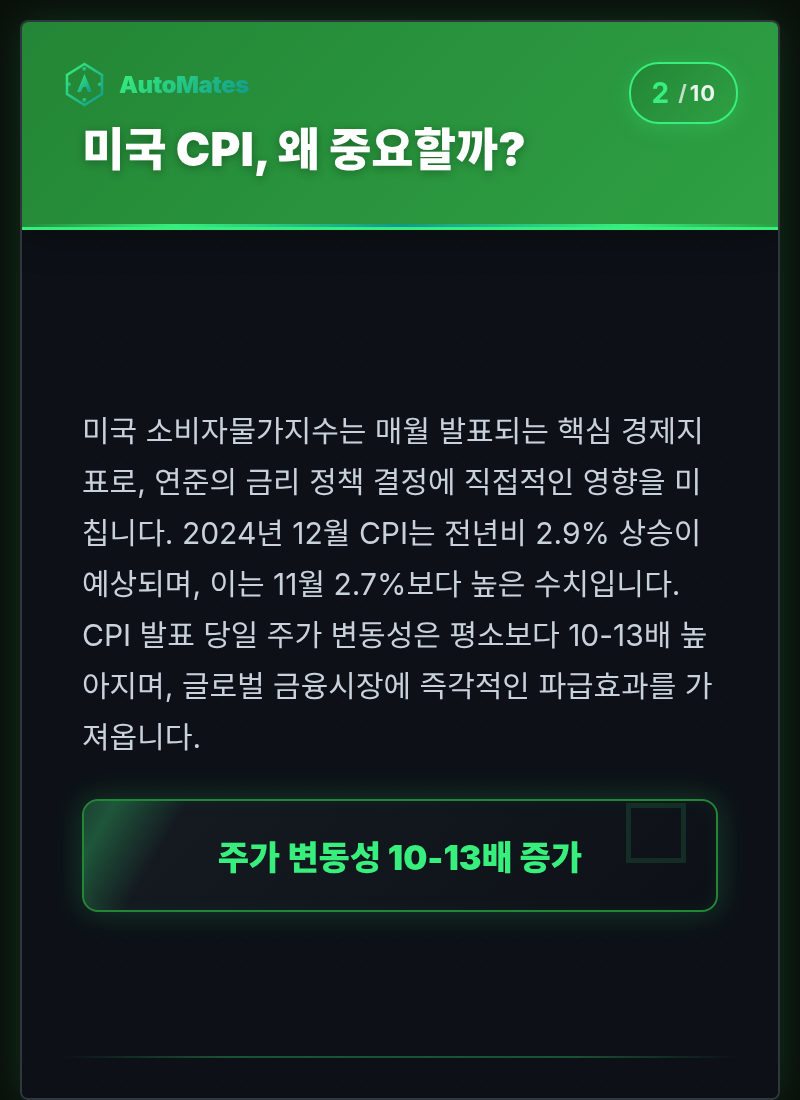 AutoMates
2 /10
미국 CPI, 왜 중요할까?
미국 소비자물가지수는 매월 발표되는 핵심 경제지
표로, 연준의 금리 정책 결정에 직접적인 영향을 미
칩니다. 2024년 12월 CPI는 전년비 2.9% 상승이
예상되며, 이는 11월 2.7%보다 높은 수치입니다.
CPI 발표 당일 주가 변동성은 평소보다 10-13배 높
아지며, 글로벌 금융시장에 즉각적인 파급효과를 가
져옵니다.
주가 변동성 10-13배 증가